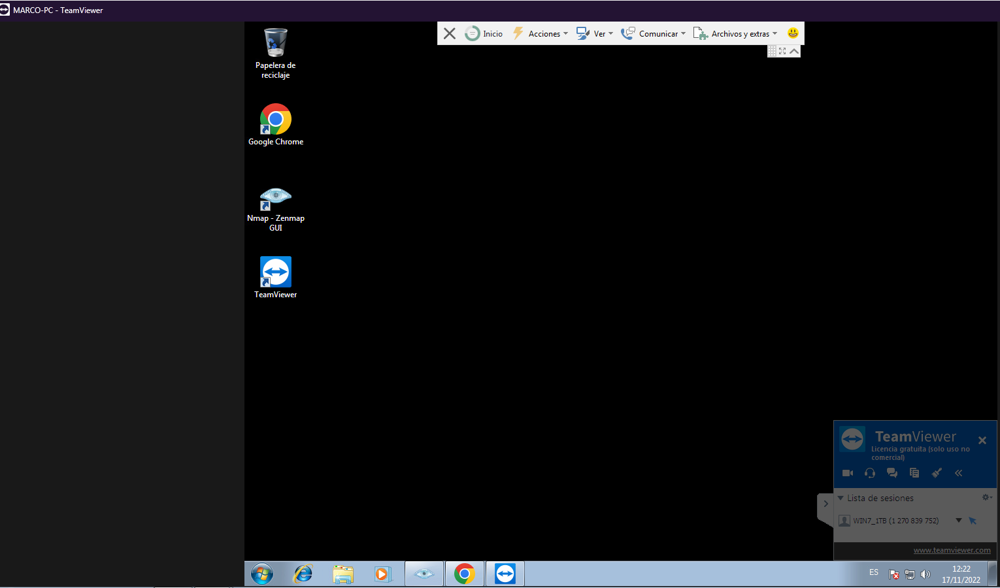 MARCO-PC - TeamViewer
Inicio
Acciones
Ver
Comunicar
Archivos y extras
Papelera de
reciclaje
Google Chrome
Nmap - Zenmap
GUI
TeamViewer
TeamViewer
Licencia gratuita (solo uso no
comercial)
Lista de sesiones
WIN7_1TB (1 270 839 752)
www.teamviewer.com
ES
12:22
17/11/2022